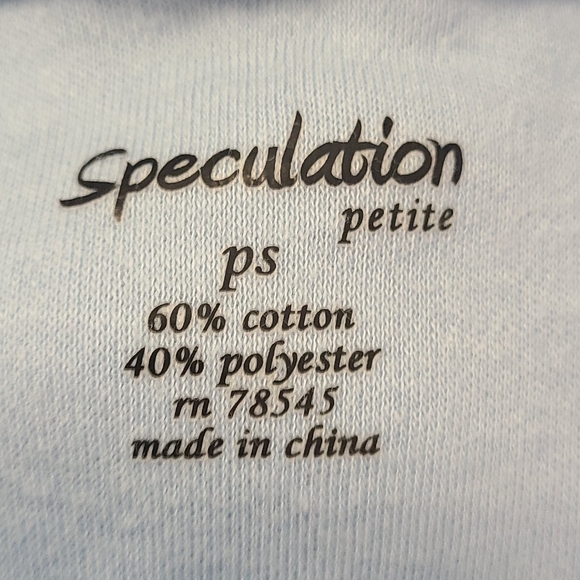 Speculation
petite
ps
60% cotton
40% polyester
rn 78545
made in china